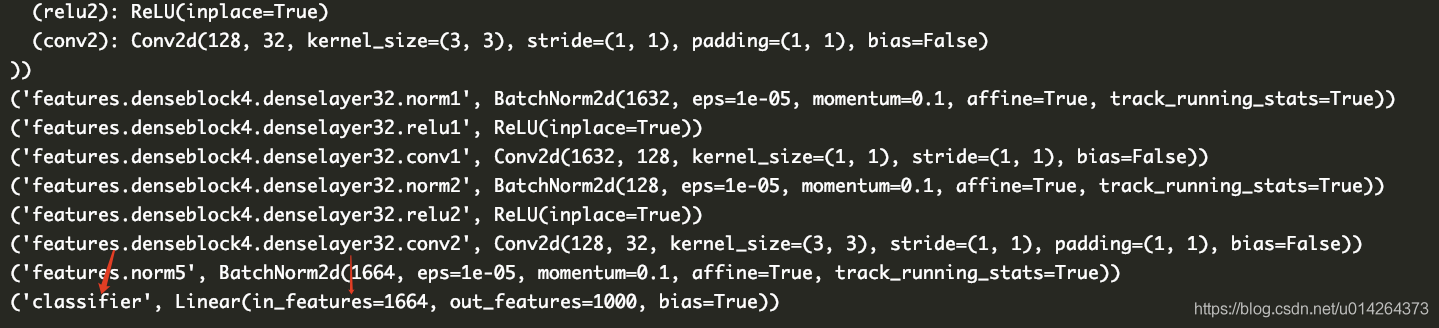 (relu2): ReLU(inplace=True)
(conv2): Conv2d(128, 32, kernel_size=(3, 3), stride=(1, 1), padding=(1, 1), bias=False)
))
('features.denseblock4.denselayer32.norm1', BatchNorm2d(1632, eps=1e-05, momentum=0.1, affine=True, track_running_stats=True))
('features.denseblock4.denselayer32.relu1', ReLU(inplace=True))
('features.denseblock4.denselayer32.conv1', Conv2d(1632, 128, kernel_size=(1, 1), stride=(1, 1), bias=False))
('features.denseblock4.denselayer32.norm2', BatchNorm2d(128, eps=1e-05, momentum=0.1, affine=True, track_running_stats=True))
('features.denseblock4.denselayer32.relu2', ReLU(inplace=True))
('features.denseblock4.denselayer32.conv2', Conv2d(128, 32, kernel_size=(3, 3), stride=(1, 1), padding=(1, 1), bias=False))
('features.norm5', BatchNorm2d(1664, eps=1e-05, momentum=0.1, affine=True, track_running_stats=True))
('classifier', Linear(in_features=1664, out_features=1000, bias=True))
https://blog.csdn.net/u014264373